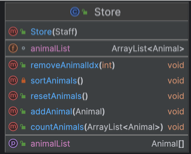 Store
Store(Staff)
animalList ArrayList<Animal>
removeAnimalIdx(int) void
sortAnimals() void
resetAnimals() void
addAnimal(Animal) void
countAnimals(ArrayList<Animal>) void
animalList Animal[]